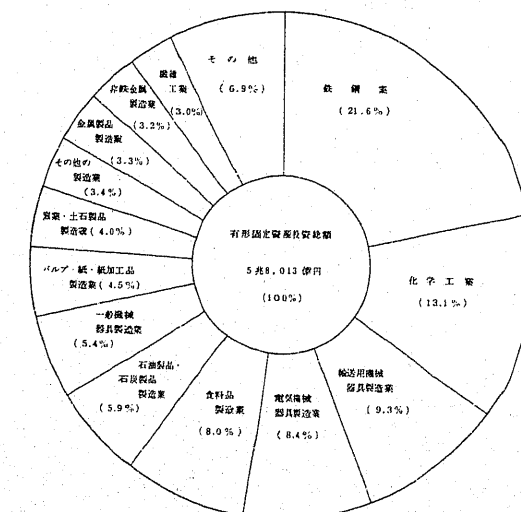 有形固定資産投資総額
5兆8,013億円
(100%)
鉄鋼業
(21.6%)
化学工業
(13.1%)
輸送用機械
器具製造業
(9.3%)
電気機械
器具製造業
(8.4%)
食料品
製造業
(8.0%)
石油製品・
石炭製品
製造業
(5.9%)
一般機械
器具製造業
(5.4%)
パルプ・紙・紙加工品
製造業(4.5%)
窯業・土石製品
製造業(4.0%)
その他の
製造業
(3.4%)
金属製品
製造業
(3.3%)
非鉄金属
製造業
(3.2%)
繊維
工業
(3.0%)
その他
(6.9%)